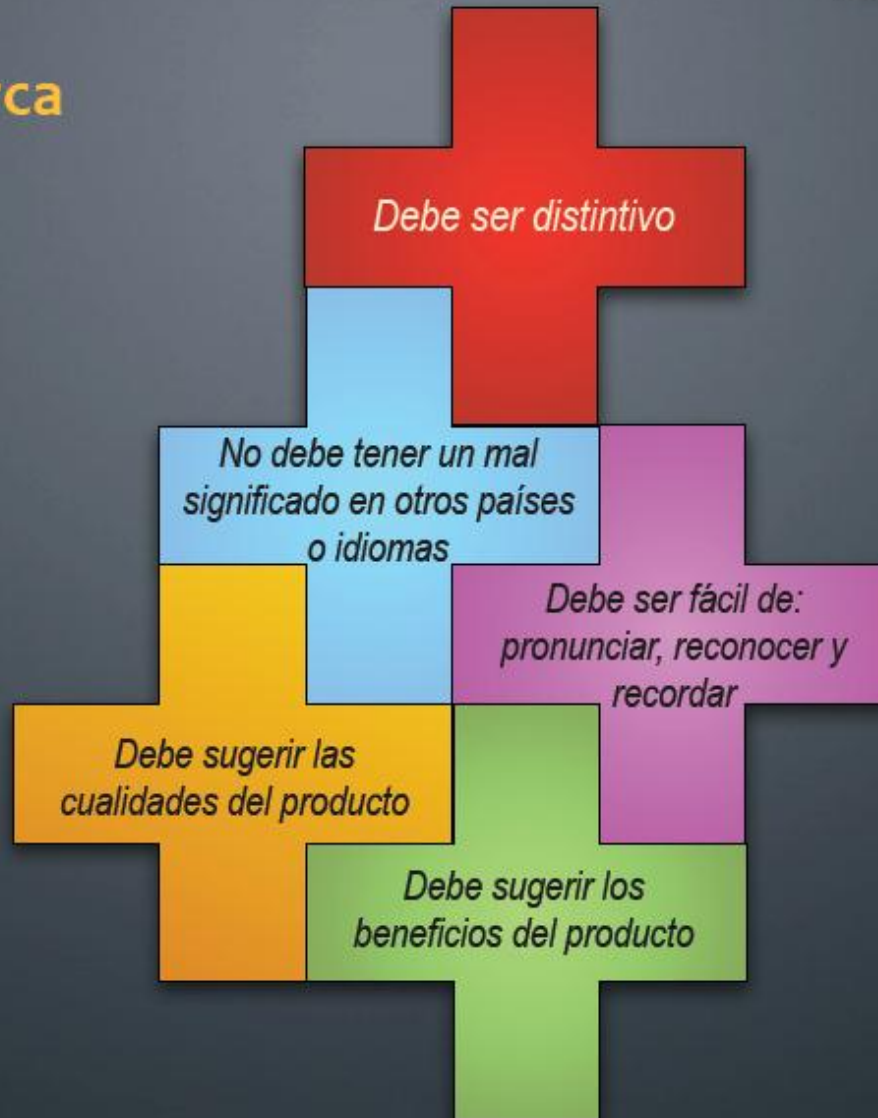 rca
Debe ser distintivo
No debe tener un mal
significado en otros países
o idiomas
Debe ser fácil de:
pronunciar, reconocer y
recordar
Debe sugerir las
cualidades del producto
Debe sugerir los
beneficios del producto